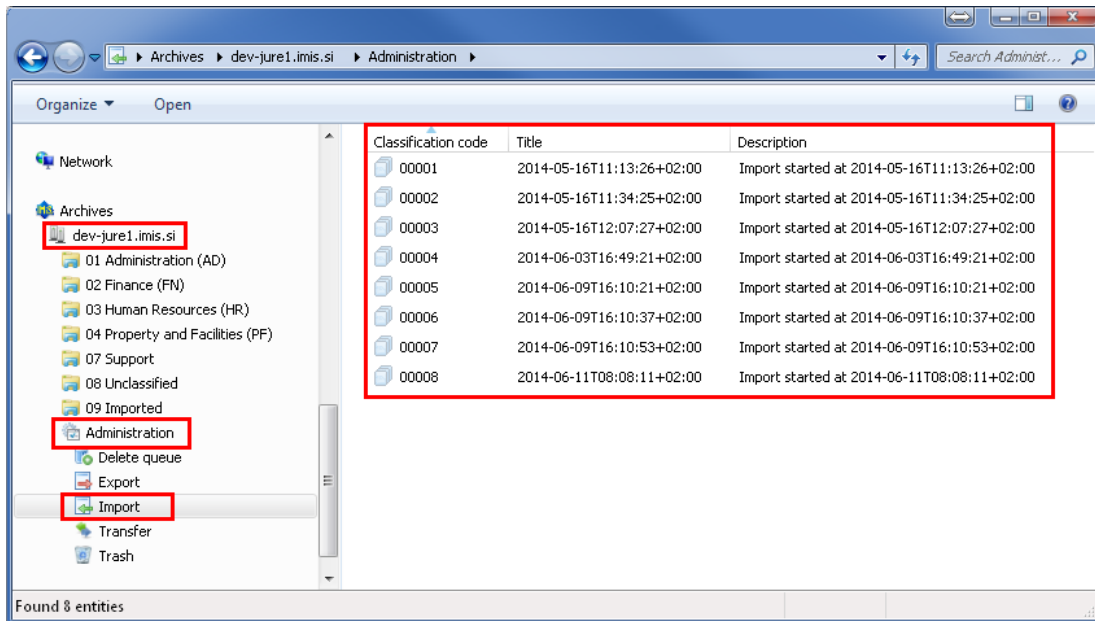 Archives dev-jure1.imis.si Administration
Search Administ...
Organize Open
Network
Archives
dev-jure1.imis.si
01 Administration (AD)
02 Finance (FN)
03 Human Resources (HR)
04 Property and Facilities (PF)
07 Support
08 Unclassified
09 Imported
Administration
Delete queue
Export
Import
Transfer
Trash
Classification code Title Description
00001 2014-05-16T11:13:26+02:00 Import started at 2014-05-16T11:13:26+02:00
00002 2014-05-16T11:34:25+02:00 Import started at 2014-05-16T11:34:25+02:00
00003 2014-05-16T12:07:27+02:00 Import started at 2014-05-16T12:07:27+02:00
00004 2014-06-03T16:49:21+02:00 Import started at 2014-06-03T16:49:21+02:00
00005 2014-06-09T16:10:21+02:00 Import started at 2014-06-09T16:10:21+02:00
00006 2014-06-09T16:10:37+02:00 Import started at 2014-06-09T16:10:37+02:00
00007 2014-06-09T16:10:53+02:00 Import started at 2014-06-09T16:10:53+02:00
00008 2014-06-11T08:08:11+02:00 Import started at 2014-06-11T08:08:11+02:00
Found 8 entities